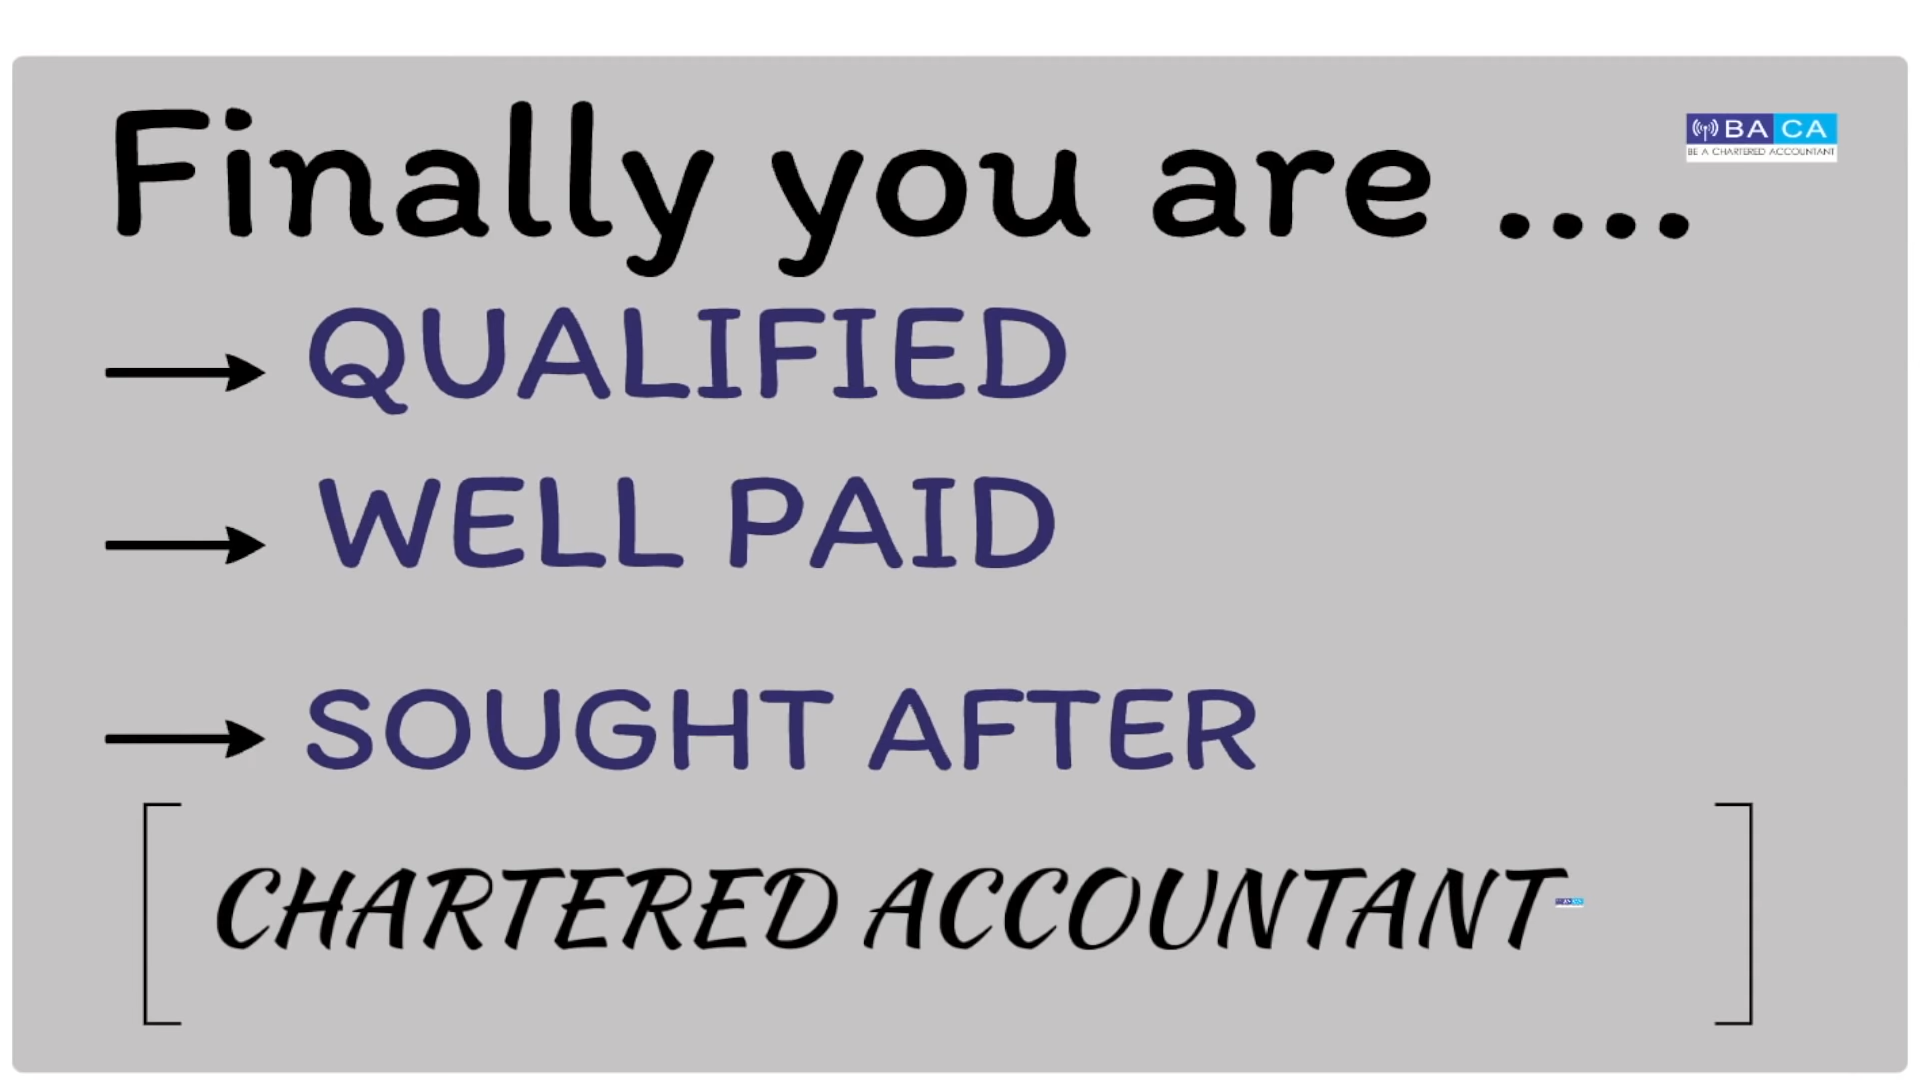 Finally you are ....
BA CA
BE A CHARTERED ACCOUNTANT
QUALIFIED
WELL PAID
SOUGHT AFTER
CHARTERED ACCOUNTANT